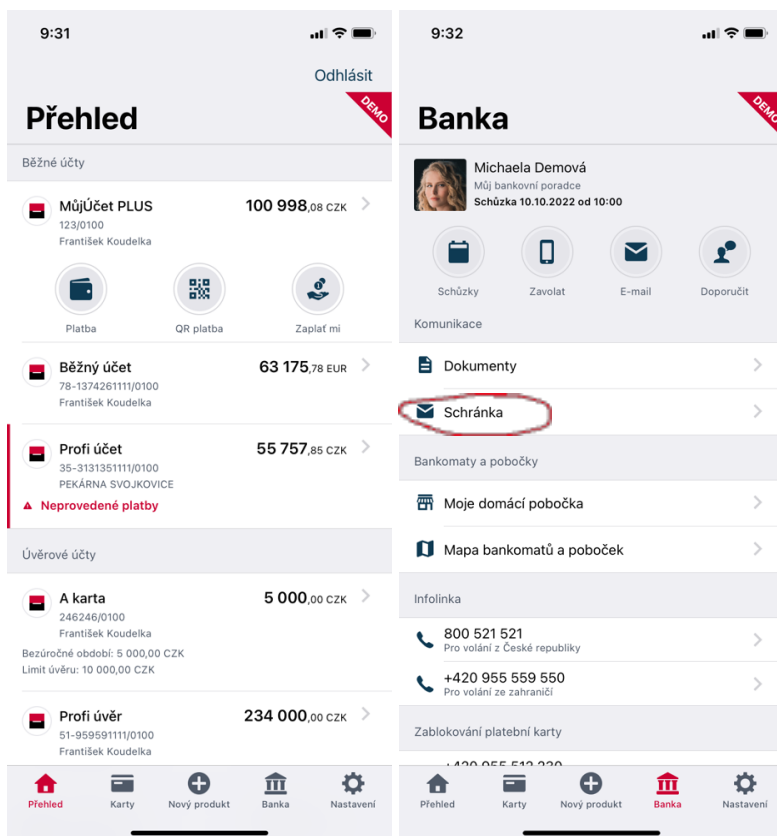 9:31
Odhlásit
DEMO
Přehled
Běžné účty
MůjÚčet PLUS 100 998,08 CZK
123/0100
František Koudelka
Platba QR platba Zaplať mi
Běžný účet 63 175,78 EUR
78-1374261111/0100
František Koudelka
Profi účet 55 757,85 CZK
35-3131351111/0100
PEKÁRNA SVOJKOVICE
Neprovedené platby
Úvěrové účty
A karta 5 000,00 CZK
246246/0100
František Koudelka
Bezúročné období: 5 000,00 CZK
Limit úvěru: 10 000,00 CZK
Profi úvěr 234 000,00 CZK
51-959591111/0100
František Koudelka
Přehled Karty Nový produkt Banka Nastavení
9:32
DEMO
Banka
Michaela Demová
Můj bankovní poradce
Schůzka 10.10.2022 od 10:00
Schůzky Zavolat E-mail Doporučit
Komunikace
Dokumenty
Schránka
Bankomaty a pobočky
Moje domácí pobočka
Mapa bankomatů a poboček
Infolinka
800 521 521
Pro volání z České republiky
+420 955 559 550
Pro volání ze zahraničí
Zablokování platební karty
+420 955 512 230
Přehled Karty Nový produkt Banka Nastavení